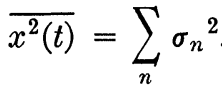 $\overline{x^2(t)} = \sum_n \sigma_n{}^2.$